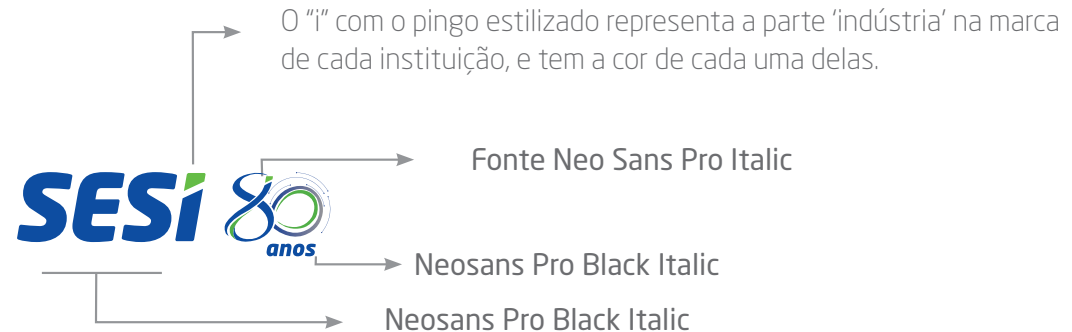 O “i” com o pingo estilizado representa a parte ‘indústria’ na marca
de cada instituição, e tem a cor de cada uma delas.
Fonte Neo Sans Pro Italic
SESI 80
anos
Neosans Pro Black Italic
Neosans Pro Black Italic